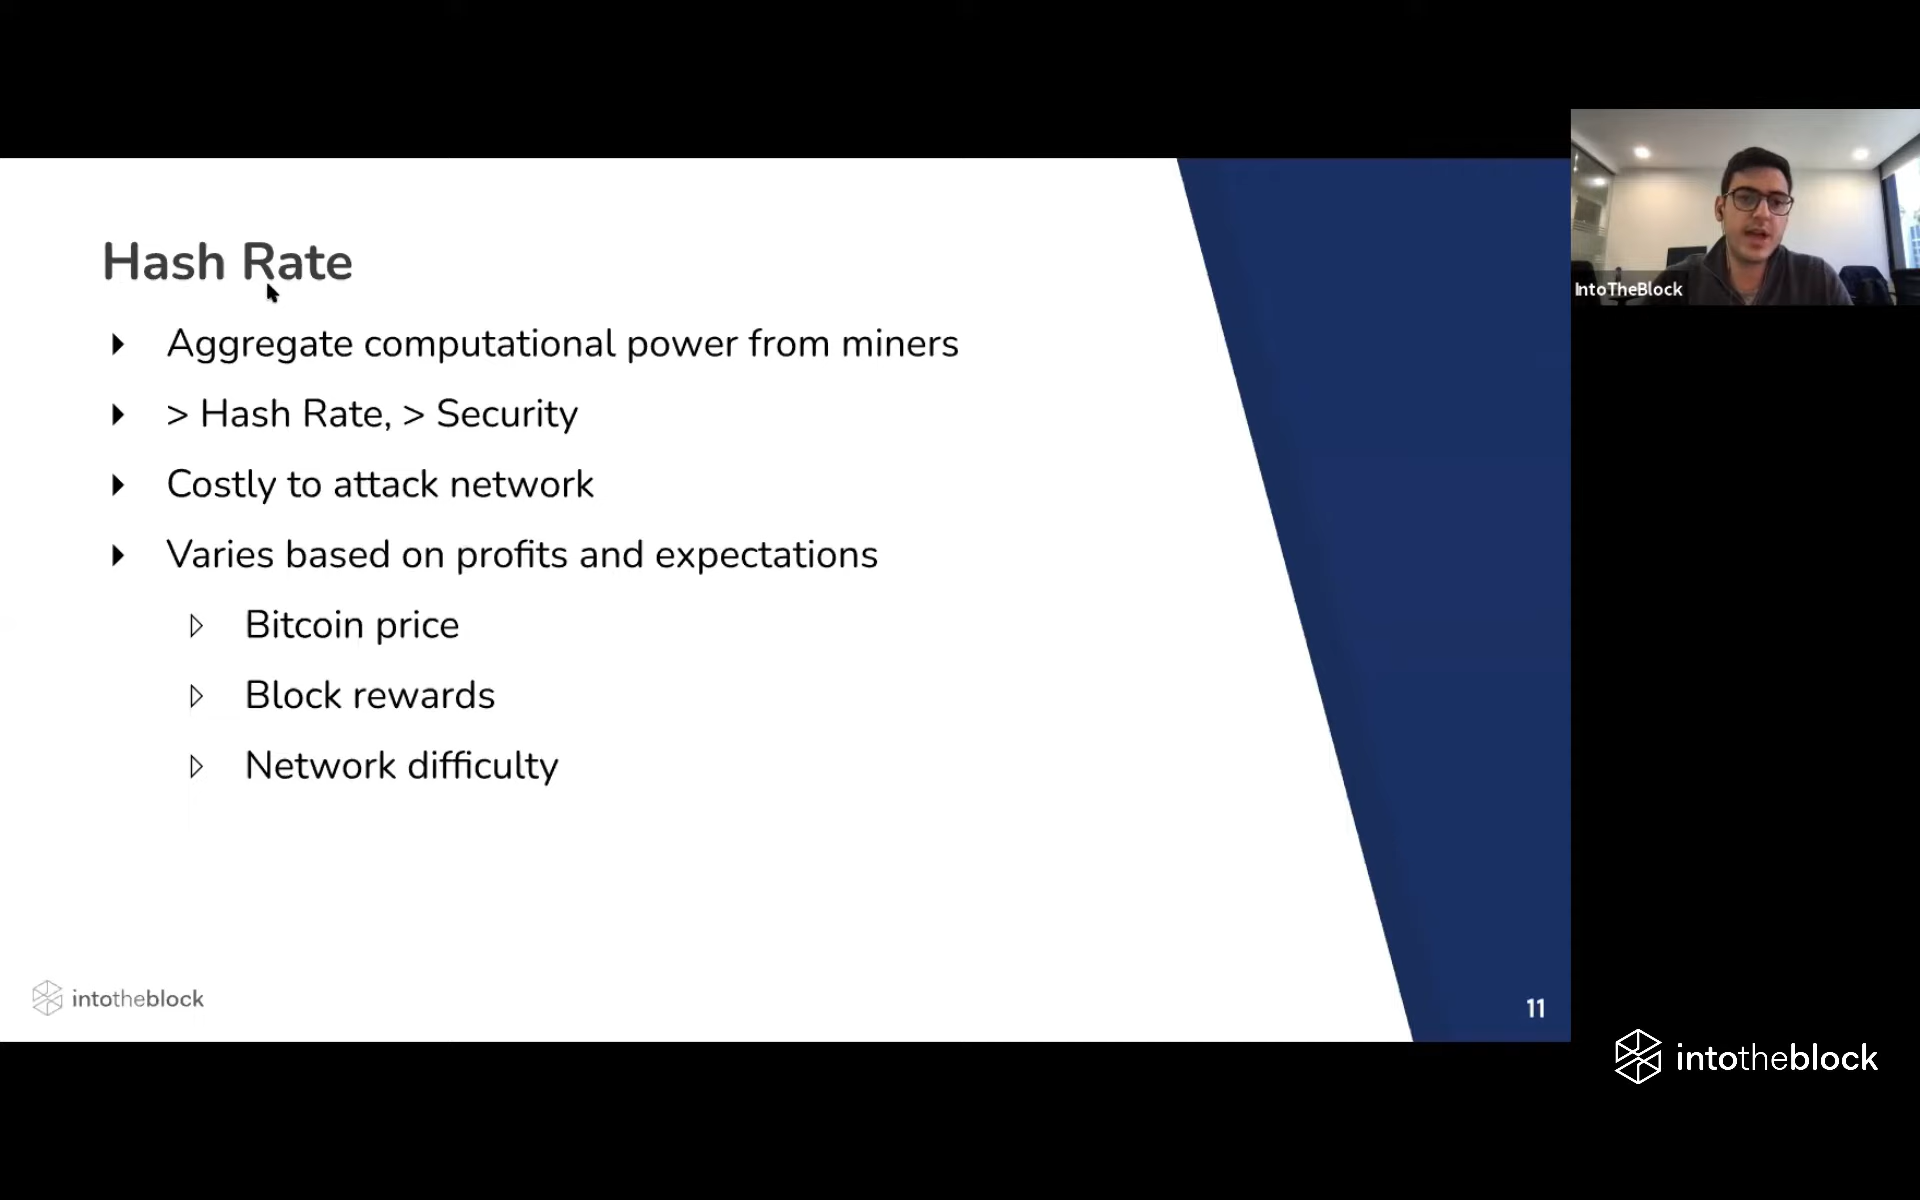 Hash Rate
Aggregate computational power from miners
> Hash Rate, > Security
Costly to attack network
Varies based on profits and expectations
Bitcoin price
Block rewards
Network difficulty
intotheblock
11
IntoTheBlock
intotheblock